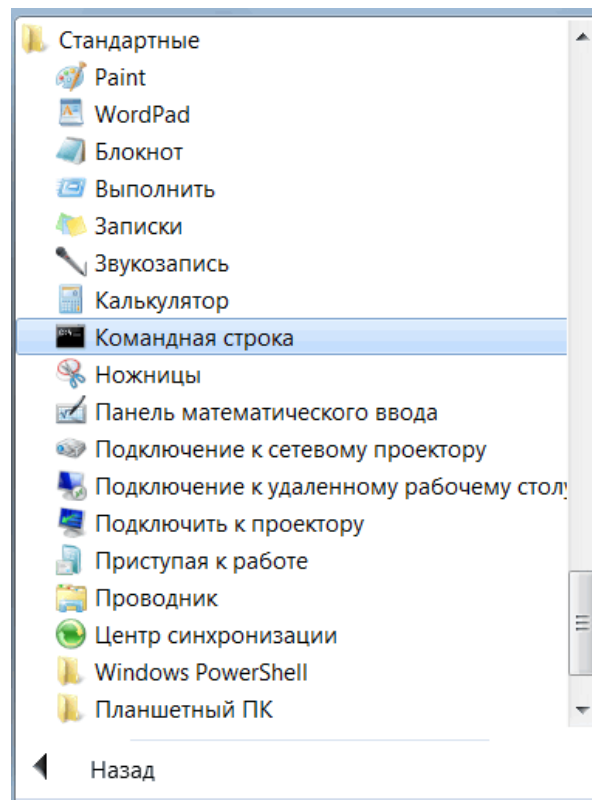 Стандартные
Paint
WordPad
Блокнот
Выполнить
Записки
Звукозапись
Калькулятор
Командная строка
Ножницы
Панель математического ввода
Подключение к сетевому проектору
Подключение к удаленному рабочему стол
Подключить к проектору
Приступая к работе
Проводник
Центр синхронизации
Windows PowerShell
Планшетный ПК
Назад